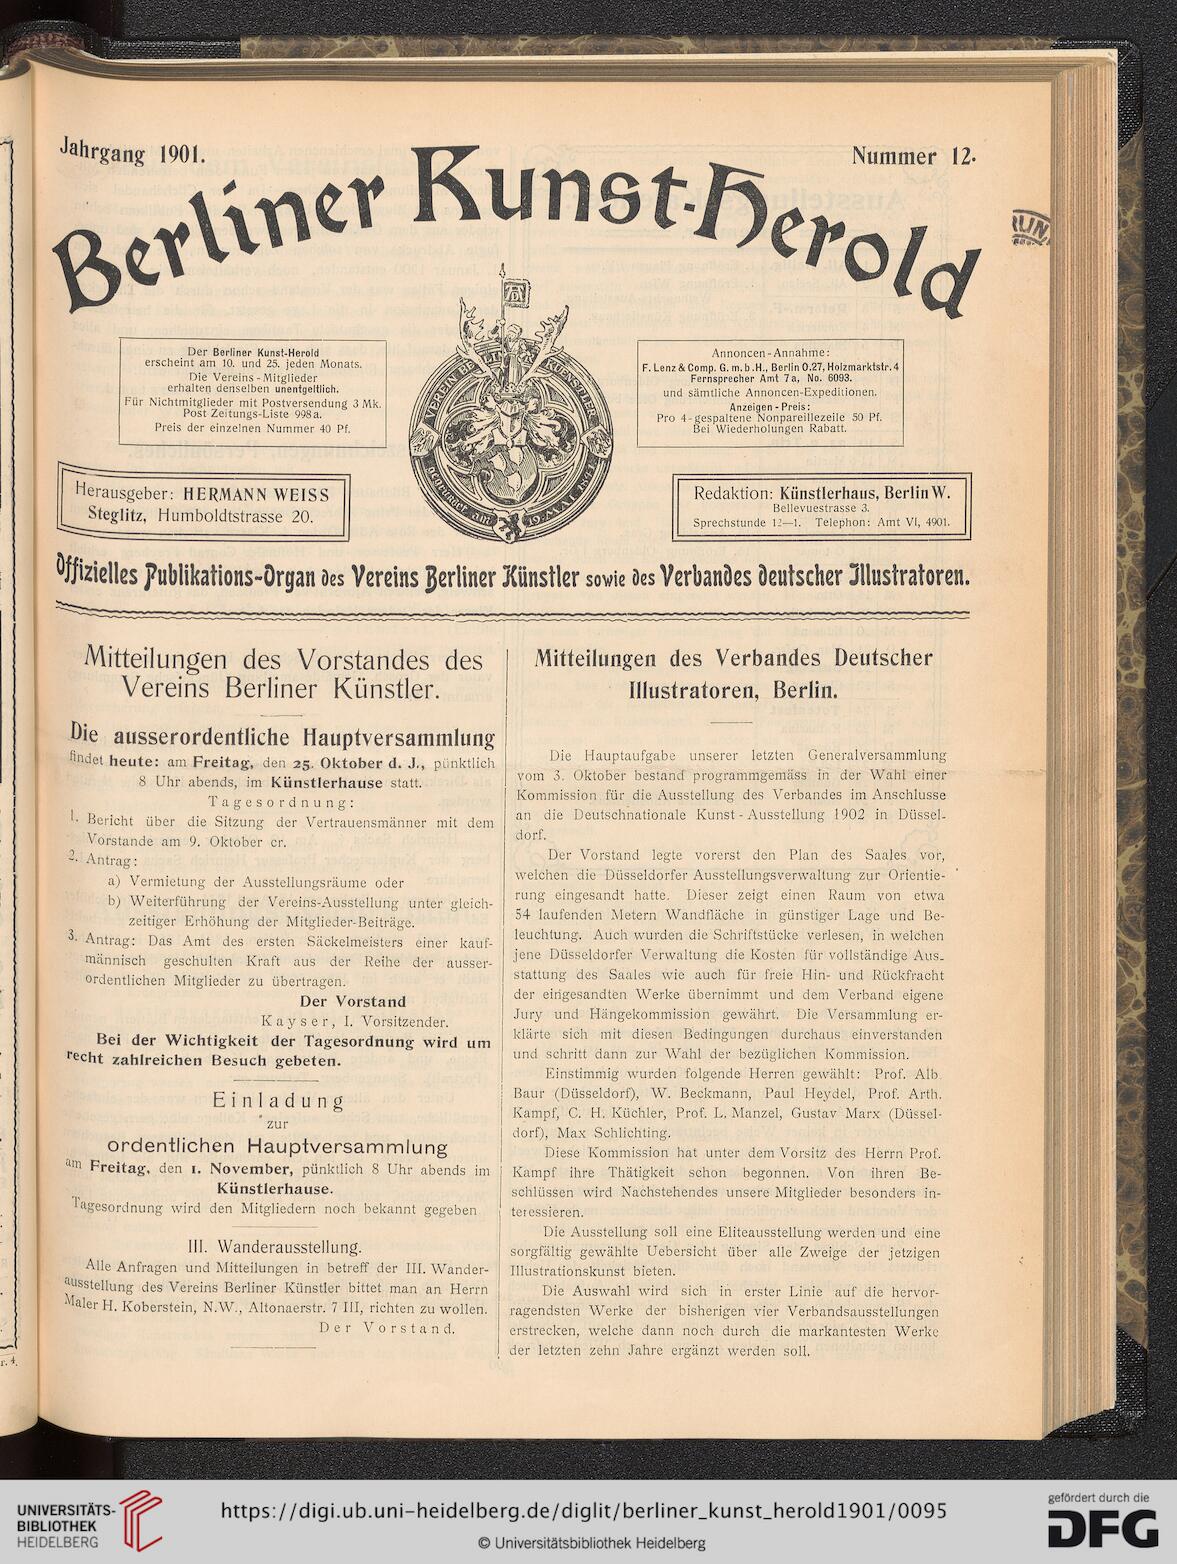 Jahrgang 1901.
Nummer 12.
Berliner Kunst-Herold
Der Berliner Kunst-Herold
erscheint am 10. und 25. jeden Monats.
Die Vereins-Mitglieder
erhalten denselben unentgeltlich.
Für Nichtmitglieder mit Postversendung 3 Mk.
Post Zeitungs-Liste 998a.
Preis der einzelnen Nummer 40 Pf.
VEREIN BERLINER KUENSTLER
19. MAI 1841
Annoncen-Annahme:
F. Lenz & Comp. G. m. b. H., Berlin O.27, Holzmarktstr. 4
Fernsprecher Amt 7a, No. 6093.
und sämtliche Annoncen-Expeditionen.
Anzeigen-Preis:
Pro 4-gespaltene Nonpareillezeile 50 Pf.
Bei Wiederholungen Rabatt.
Herausgeber: HERMANN WEISS
Steglitz, Humboldtstrasse 20.
Redaktion: Künstlerhaus, Berlin W.
Bellevuestrasse 3.
Sprechstunde 12—1. Telephon: Amt VI, 4901.
Offizielles Publikations-Organ des Vereins Berliner Künstler sowie des Verbandes deutscher Illustratoren.
Mitteilungen des Vorstandes des
Vereins Berliner Künstler.
Die ausserordentliche Hauptversammlung
findet heute: am Freitag, den 25. Oktober d. J., pünktlich
8 Uhr abends, im Künstlerhause statt.
Tagesordnung:
1. Bericht über die Sitzung der Vertrauensmänner mit dem
Vorstande am 9. Oktober cr.
2. Antrag:
a) Vermietung der Ausstellungsräume oder
b) Weiterführung der Vereins-Ausstellung unter gleich-
zeitiger Erhöhung der Mitglieder-Beiträge.
3. Antrag: Das Amt des ersten Säckelmeisters einer kauf-
männisch geschulten Kraft aus der Reihe der ausser-
ordentlichen Mitglieder zu übertragen.
Der Vorstand
Kayser, I. Vorsitzender.
Bei der Wichtigkeit der Tagesordnung wird um
recht zahlreichen Besuch gebeten.
Einladung
zur
ordentlichen Hauptversammlung
am Freitag, den 1. November, pünktlich 8 Uhr abends im
Künstlerhause.
Tagesordnung wird den Mitgliedern noch bekannt gegeben
III. Wanderausstellung.
Alle Anfragen und Mitteilungen in betreff der III. Wander-
ausstellung des Vereins Berliner Künstler bittet man an Herrn
Maler H. Koberstein, N.W., Altonaerstr. 7 III, richten zu wollen.
Der Vorstand.
Mitteilungen des Verbandes Deutscher
Illustratoren, Berlin.
Die Hauptaufgabe unserer letzten Generalversammlung
vom 3. Oktober bestand programmgemäss in der Wahl einer
Kommission für die Ausstellung des Verbandes im Anschlusse
an die Deutschnationale Kunst-Ausstellung 1902 in Düssel-
dorf.
Der Vorstand legte vorerst den Plan des Saales vor,
welchen die Düsseldorfer Ausstellungsverwaltung zur Orientie-
rung eingesandt hatte. Dieser zeigt einen Raum von etwa
54 laufenden Metern Wandfläche in günstiger Lage und Be-
leuchtung. Auch wurden die Schriftstücke verlesen, in welchen
jene Düsseldorfer Verwaltung die Kosten für vollständige Aus-
stattung des Saales wie auch für freie Hin- und Rückfracht
der eingesandten Werke übernimmt und dem Verband eigene
Jury und Hängekommission gewährt. Die Versammlung er-
klärte sich mit diesen Bedingungen durchaus einverstanden
und schritt dann zur Wahl der bezüglichen Kommission.
Einstimmig wurden folgende Herren gewählt: Prof. Alb.
Baur (Düsseldorf), W. Beckmann, Paul Heydel, Prof. Arth.
Kampf, C. H. Küchler, Prof. L. Manzel, Gustav Marx (Düssel-
dorf), Max Schlichting.
Diese Kommission hat unter dem Vorsitz des Herrn Prof.
Kampf ihre Thätigkeit schon begonnen. Von ihren Be-
schlüssen wird Nachstehendes unsere Mitglieder besonders in-
teressieren.
Die Ausstellung soll eine Eliteausstellung werden und eine
sorgfältig gewählte Uebersicht über alle Zweige der jetzigen
Illustrationskunst bieten.
Die Auswahl wird sich in erster Linie auf die hervor-
ragendsten Werke der bisherigen vier Verbandsausstellungen
erstrecken, welche dann noch durch die markantesten Werke
der letzten zehn Jahre ergänzt werden soll.
UNIVERSITÄTS-
BIBLIOTHEK
HEIDELBERG
https://digi.ub.uni-heidelberg.de/diglit/berliner_kunst_herold1901/0095
© Universitätsbibliothek Heidelberg
gefördert durch die
DFG